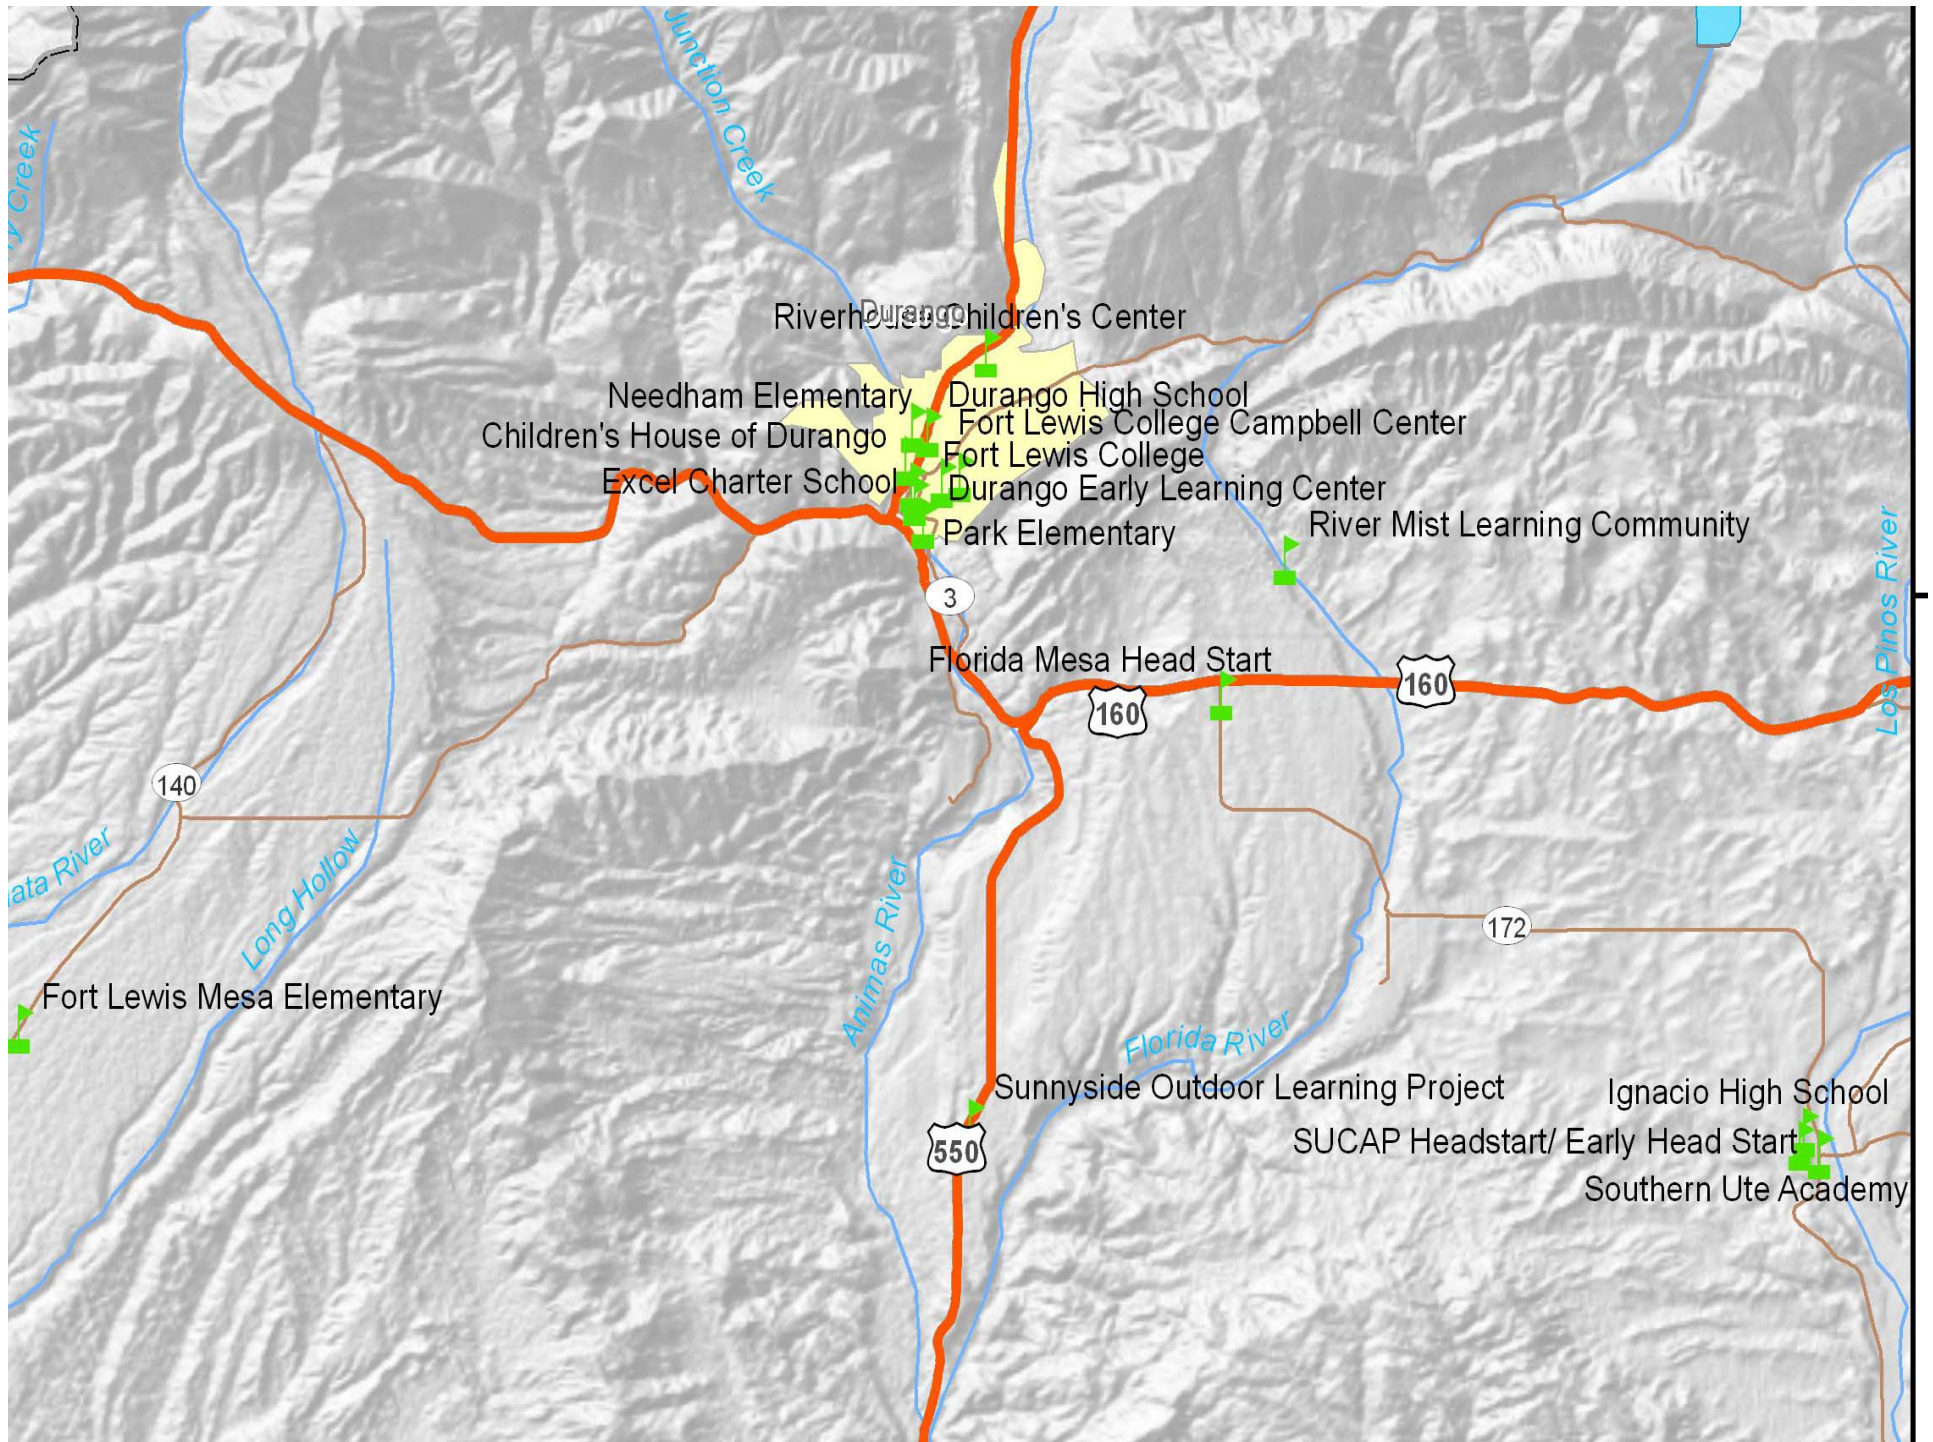 Junction Creek
y Creek
Durango
Riverhouse Children's Center
Needham Elementary
Durango High School
Fort Lewis College Campbell Center
Children's House of Durango
Fort Lewis College
Excel Charter School
Durango Early Learning Center
River Mist Learning Community
Park Elementary
3
Los Pinos River
Florida Mesa Head Start
160
160
140
ata River
Long Hollow
Animas River
172
Fort Lewis Mesa Elementary
Florida River
Sunnyside Outdoor Learning Project
Ignacio High School
550
SUCAP Headstart/ Early Head Start
Southern Ute Academy